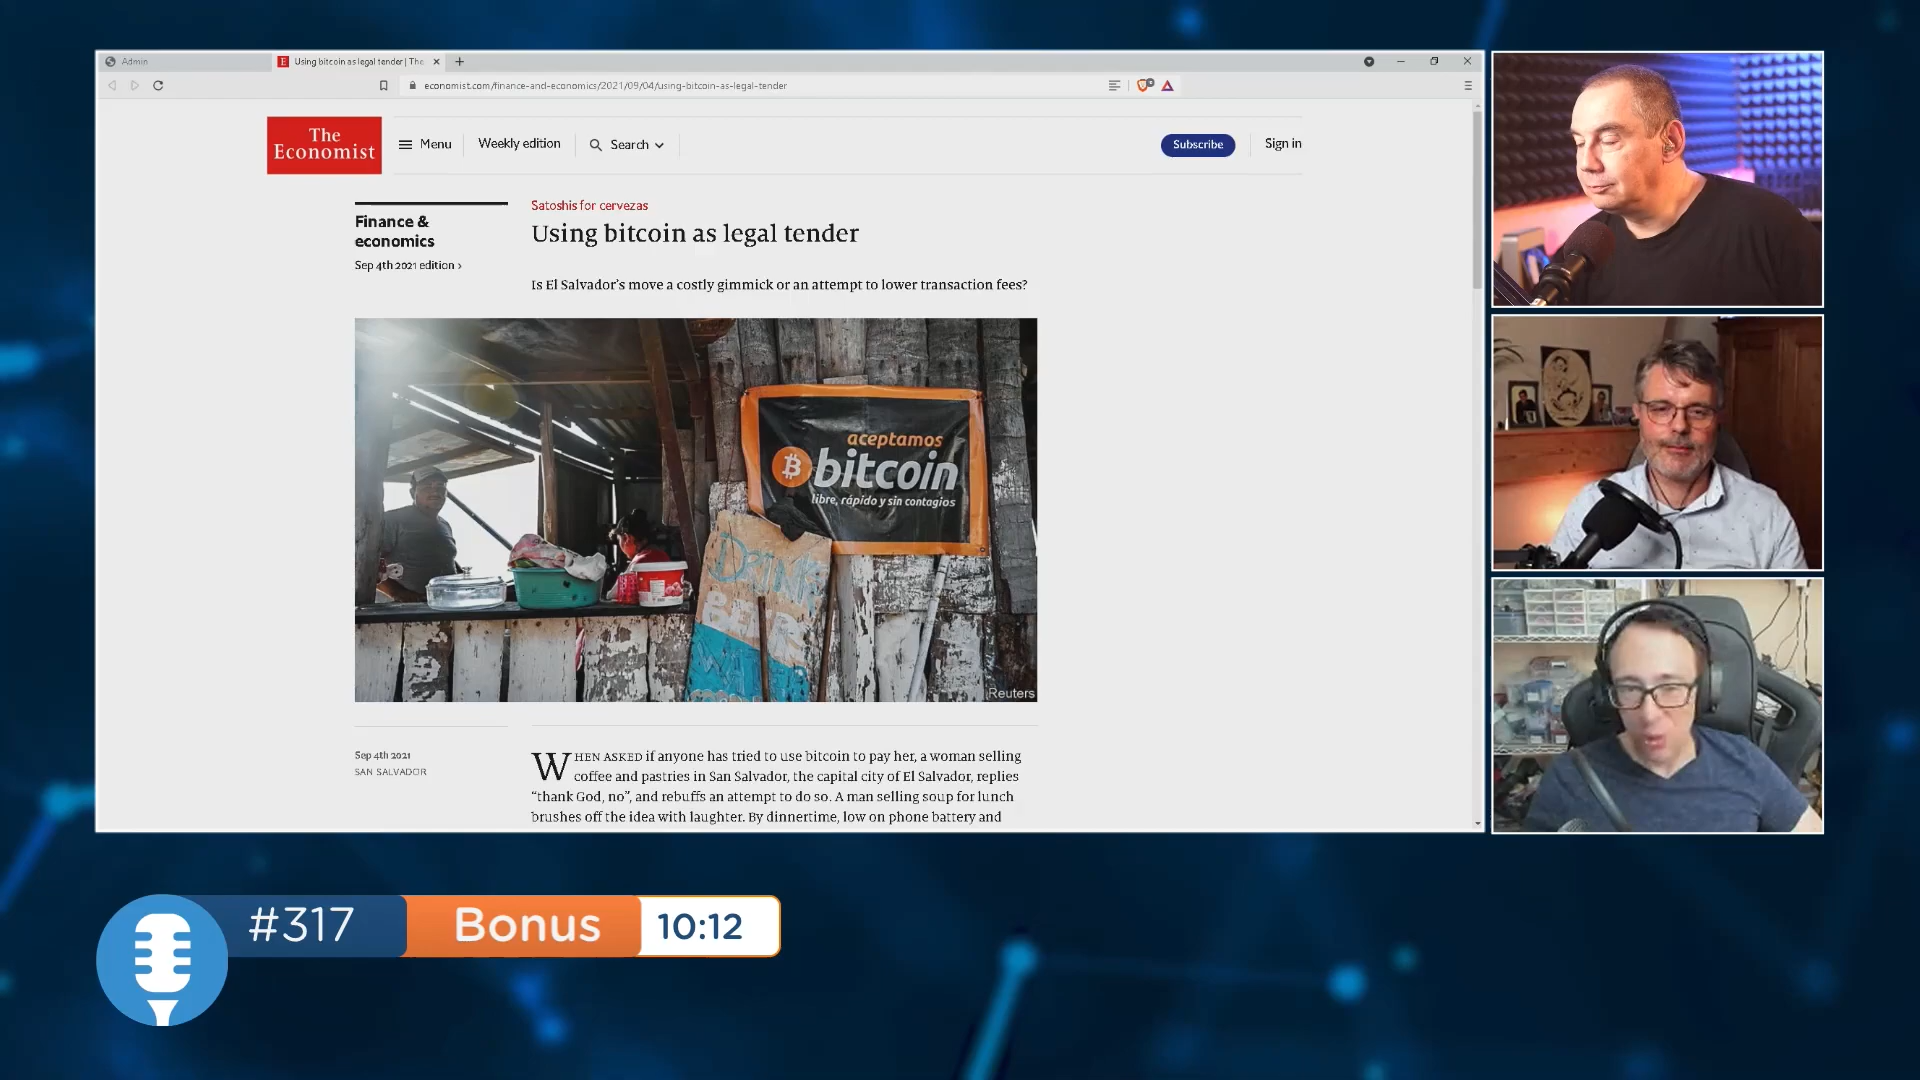 Admin
Using bitcoin as legal tender | The
economist.com/finance-and-economics/2021/09/04/using-bitcoin-as-legal-tender
The
Economist
Menu
Weekly edition
Search
Subscribe
Sign in
Finance &
economics
Sep 4th 2021 edition ›
Satoshis for cervezas
Using bitcoin as legal tender
Is El Salvador's move a costly gimmick or an attempt to lower transaction fees?
aceptamos
bitcoin
libre, rápido y sin contagios
DRINK
BEER
Reuters
Sep 4th 2021
SAN SALVADOR
WHEN ASKED if anyone has tried to use bitcoin to pay her, a woman selling
coffee and pastries in San Salvador, the capital city of El Salvador, replies
“thank God, no”, and rebuffs an attempt to do so. A man selling soup for lunch
brushes off the idea with laughter. By dinnertime, low on phone battery and
#317
Bonus
10:12